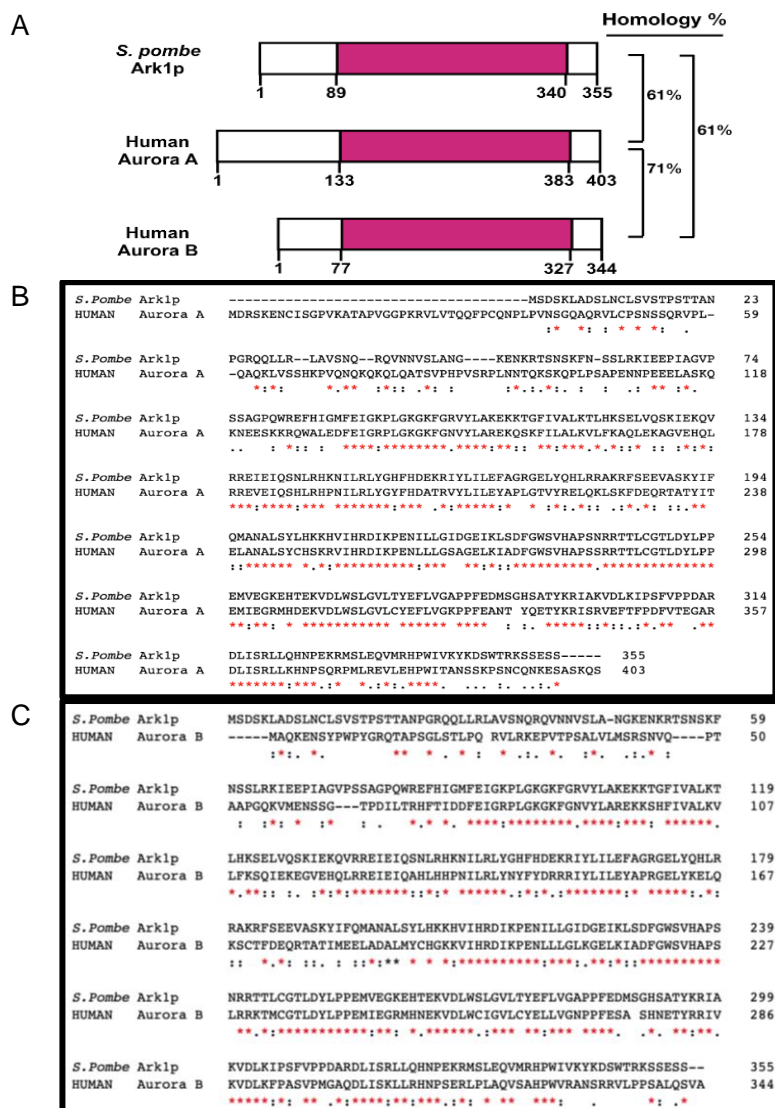 A
Homology %
S. pombe
Ark1p
1 89 340 355
61%
61%
Human
Aurora A
1 133 383 403
71%
Human
Aurora B
1 77 327 344
B
S.Pombe Ark1p ---------------------------------MSDSKLADSLNCLSVSTPSTTAN 23
HUMAN Aurora A MDRSKENCISGPVKATAPVGGPKRVLVTQQFPCQNPLPVNSGQAQRVLCPSNSSQRVPL- 59
S.Pombe Ark1p PGRQQLLR-LAVSNQ--RQVNNVSLANG----KENKRTSNSKFN-SSLRKIEEPIAGVP 74
HUMAN Aurora A -QAQKLVSSHKPVQNQKQKQLQATSVPHPVSRPLNNTQKSKQPLPSAPENNPEEELASKQ 118
S.Pombe Ark1p SSAGPQWREFHIGMFEIGKPLGKGKFGRVYLAKEKKTGFIVALKTLHKSELVQSKIEKQV 134
HUMAN Aurora A KNEESKKRQWALEDFEIGRPLGKGKFGNVYLAREKQSKFILALKVLFKAQLEKAGVEHQL 178
S.Pombe Ark1p RREIEIQSNLRHKNILRLYGHFHDEKRIYLILEFAGRGELYQHLRRAKRFSEEVASKYIF 194
HUMAN Aurora A RREVEIQSHLRHPNILRLYGYFHDATRVYLILEYAPLGTVYRELQKLSKFDEQRTATYIT 238
S.Pombe Ark1p QMANALSYLHKKHVIHRDIKPENILLGIDGEIKLSDFGWSVHAPSNRRTTLCGTLDYLPP 254
HUMAN Aurora A ELANALSYCHSKRVIHRDIKPENLLLGSAGELKIADFGWSVHAPSSRRTTLCGTLDYLPP 298
S.Pombe Ark1p EMVEGKEHTEKVDLWSLGVLTYEFLVGAPPFEDMSGHSATYKRIAKVDLKIPSFVPPDAR 314
HUMAN Aurora A EMIEGRMHDEKVDLWSLGVLCYEFLVGKPPFEANT YQETYKRISRVEFTFPDFVTEGAR 357
S.Pombe Ark1p DLISRLLQHNPEKRMSLEQVMRHPWIVKYKDSWTRKSSESS----- 355
HUMAN Aurora A DLISRLLKHNPSQRPMLREVLEHPWITANSSKPSNCQNKESASKQS 403
C
S.Pombe Ark1p MSDSKLADSLNCLSVSTPSTTANPGRQQLLRLAVSNQRQVNNVSLA-NGKENKRTSNSKF 59
HUMAN Aurora B -----MAQKENSYPWPYGRQTAPSGLSTLPQ RVLRKEPVTPSALVLMSRSNVQ----PT 50
S.Pombe Ark1p NSSLRKIEEPIAGVPSSAGPQWREFHIGMFEIGKPLGKGKFGRVYLAKEKKTGFIVALKT 119
HUMAN Aurora B AAPGQKVMENSSG---TPDILTRHFTIDDFEIGRPLGKGKFGNVYLAREKKSHFIVALKV 107
S.Pombe Ark1p LHKSELVQSKIEKQVRREIEIQSNLRHKNILRLYGHFHDEKRIYLILEFAGRGELYQHLR 179
HUMAN Aurora B LFKSQIEKEGVEHQLRREIEIQAHLHHPNILRLYNYFYDRRRIYLILEYAPRGELYKELQ 167
S.Pombe Ark1p RAKRFSEEVASKYIFQMANALSYLHKKHVIHRDIKPENILLGIDGEIKLSDFGWSVHAPS 239
HUMAN Aurora B KSCTFDEQRTATIMEELADALMYCHGKKVIHRDIKPENLLLGLKGELKIADFGWSVHAPS 227
S.Pombe Ark1p NRRTTLCGTLDYLPPEMVEGKEHTEKVDLWSLGVLTYEFLVGAPPFEDMSGHSATYKRIA 299
HUMAN Aurora B LRRKTMCGTLDYLPPEMIEGRMHNEKVDLWCIGVLCYELLVGNPPFESA SHNETYRRIV 286
S.Pombe Ark1p KVDLKIPSFVPPDARDLISRLLQHNPEKRMSLEQVMRHPWIVKYKDSWTRKSSESS-- 355
HUMAN Aurora B KVDLKFPASVPMGAQDLISKLLRHNPSERLPLAQVSAHPWVRANSRRVLPPSALQSVA 344